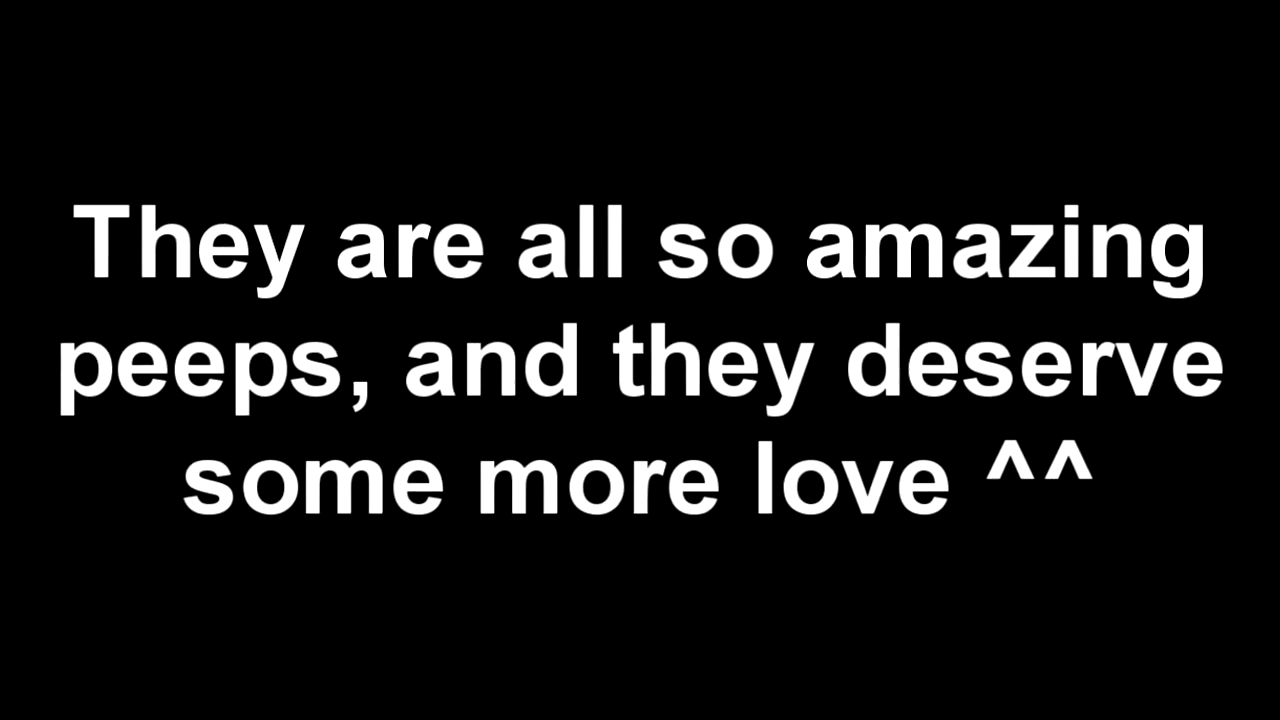 They are all so amazing
peeps, and they deserve
some more love ^^